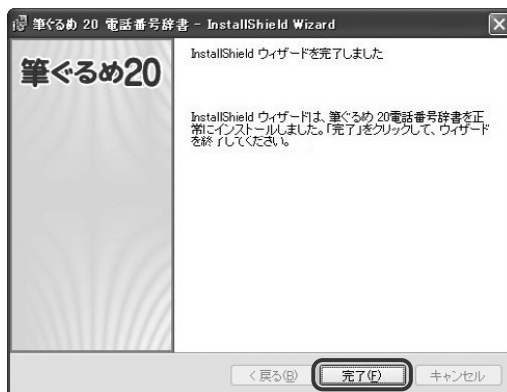 筆ぐるめ 20 電話番号辞書 - InstallShield Wizard
筆ぐるめ20
InstallShield ウィザードを完了しました
InstallShield ウィザードは、筆ぐるめ 20電話番号辞書を正
常にインストールしました。「完了」をクリックして、ウィザード
を終了してください。
< 戻る(B)
完了(F)
キャンセル